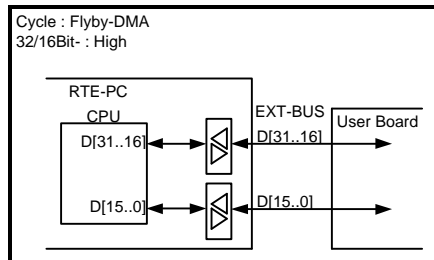 Cycle : Flyby-DMA
32/16Bit- : High
RTE-PC
CPU
EXT-BUS
User Board
D[31..16]
D[31..16]
D[15..0]
D[15..0]